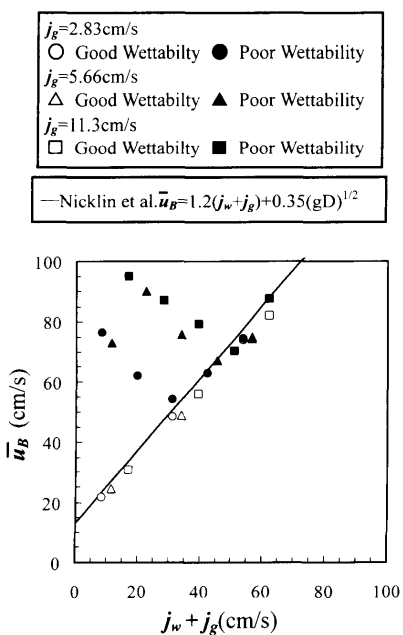 j_g=2.83cm/s
○ Good Wettabilty ● Poor Wettability
j_g=5.66cm/s
△ Good Wettabilty ▲ Poor Wettability
j_g=11.3cm/s
□ Good Wettabilty ■ Poor Wettability
—Nicklin et al. u̅_B=1.2(j_w+j_g)+0.35(gD)^1/2
100
80
60
40
20
0
u̅_B (cm/s)
0 20 40 60 80 100
j_w + j_g(cm/s)